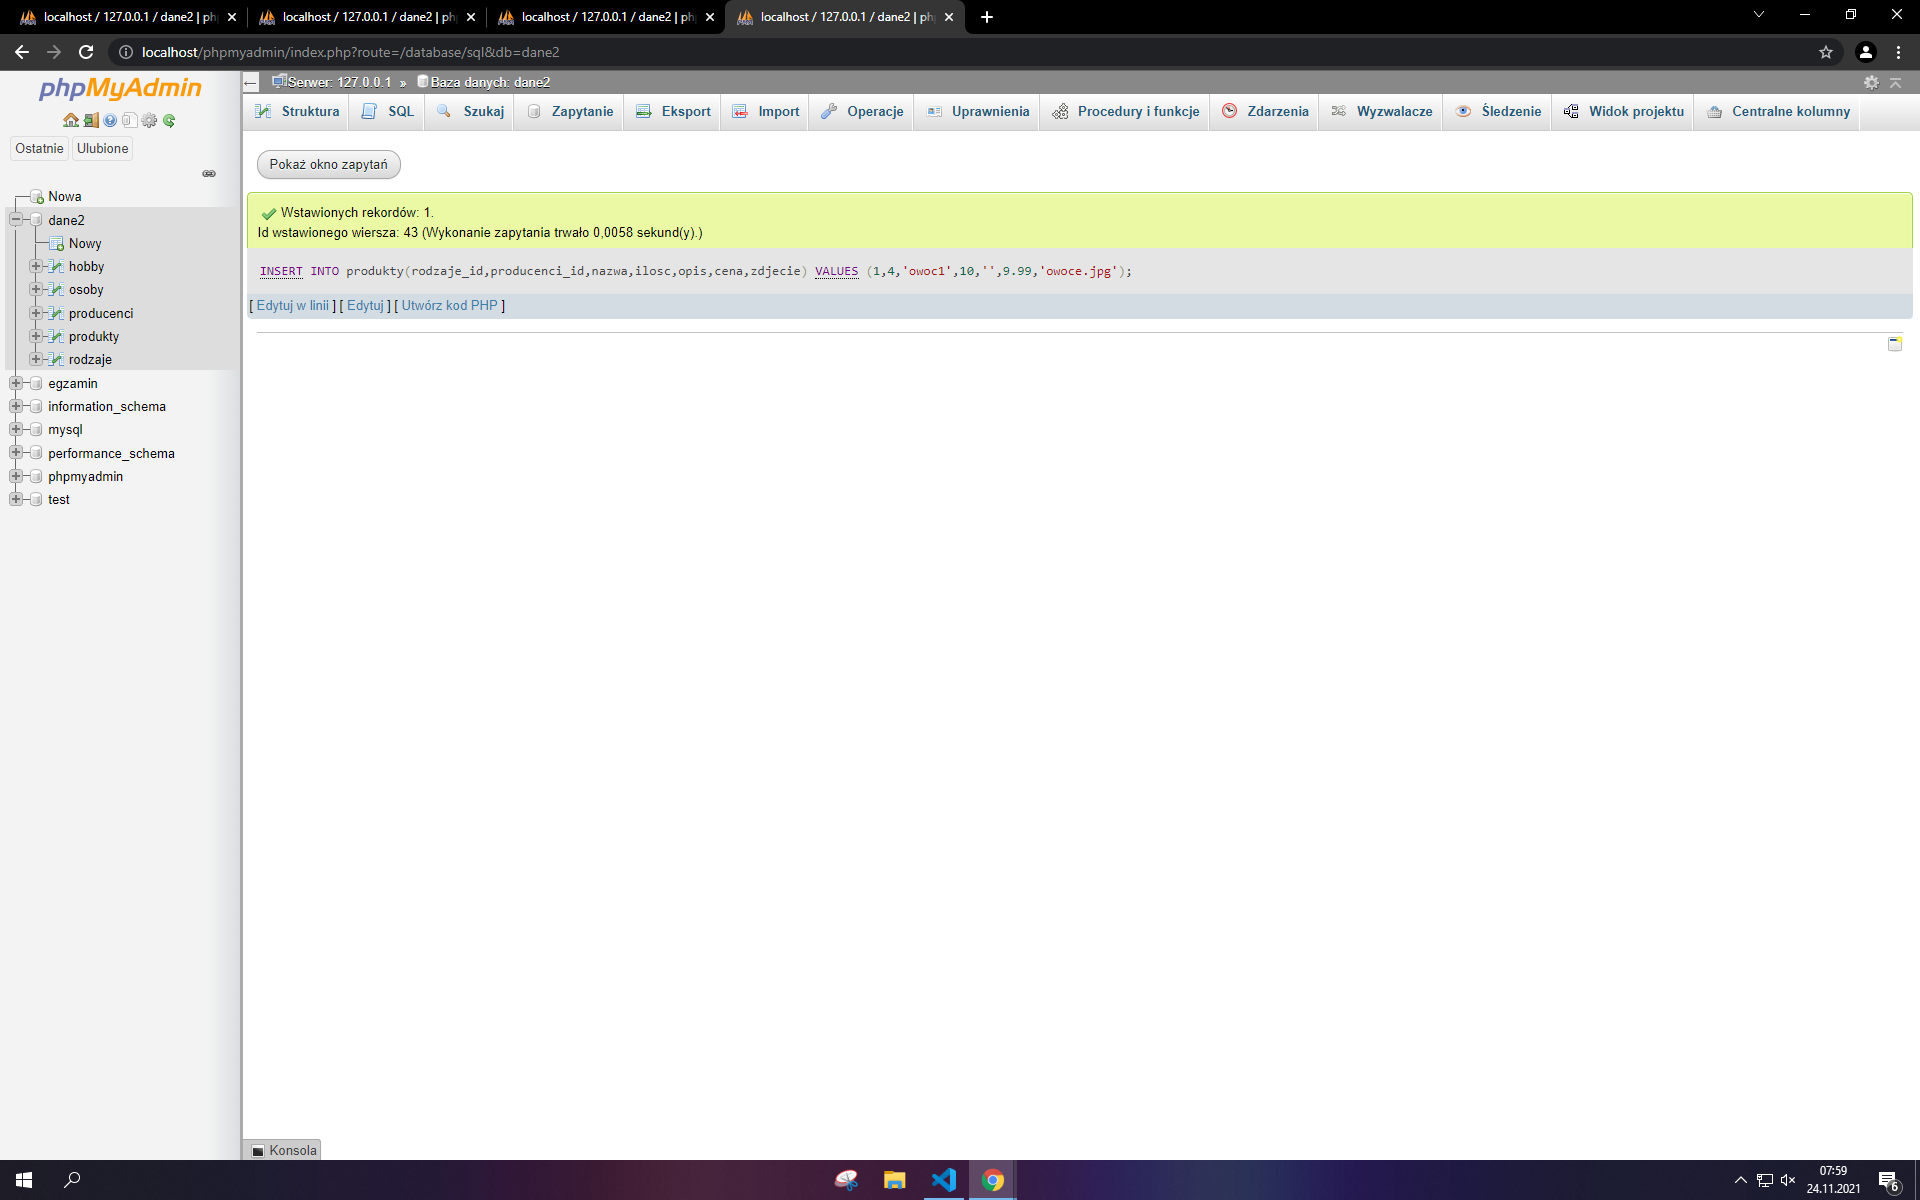 localhost / 127.0.0.1 / dane2 | ph
localhost / 127.0.0.1 / dane2 | ph
localhost / 127.0.0.1 / dane2 | ph
localhost / 127.0.0.1 / dane2 | ph
localhost/phpmyadmin/index.php?route=/database/sql&db=dane2
phpMyAdmin
Ostatnie
Ulubione
Nowa
dane2
Nowy
hobby
osoby
producenci
produkty
rodzaje
egzamin
information_schema
mysql
performance_schema
phpmyadmin
test
Serwer: 127.0.0.1 » Baza danych: dane2
Struktura SQL Szukaj Zapytanie Eksport Import Operacje Uprawnienia Procedury i funkcje Zdarzenia Wyzwalacze Śledzenie Widok projektu Centralne kolumny
Pokaż okno zapytań
Wstawionych rekordów: 1.
Id wstawionego wiersza: 43 (Wykonanie zapytania trwało 0,0058 sekund(y).)
INSERT INTO produkty(rodzaje_id,producenci_id,nazwa,ilosc,opis,cena,zdjecie) VALUES (1,4,'owoc1',10,'',9.99,'owoce.jpg');
[ Edytuj w linii ] [ Edytuj ] [ Utwórz kod PHP ]
Konsola
07:59
24.11.2021
6